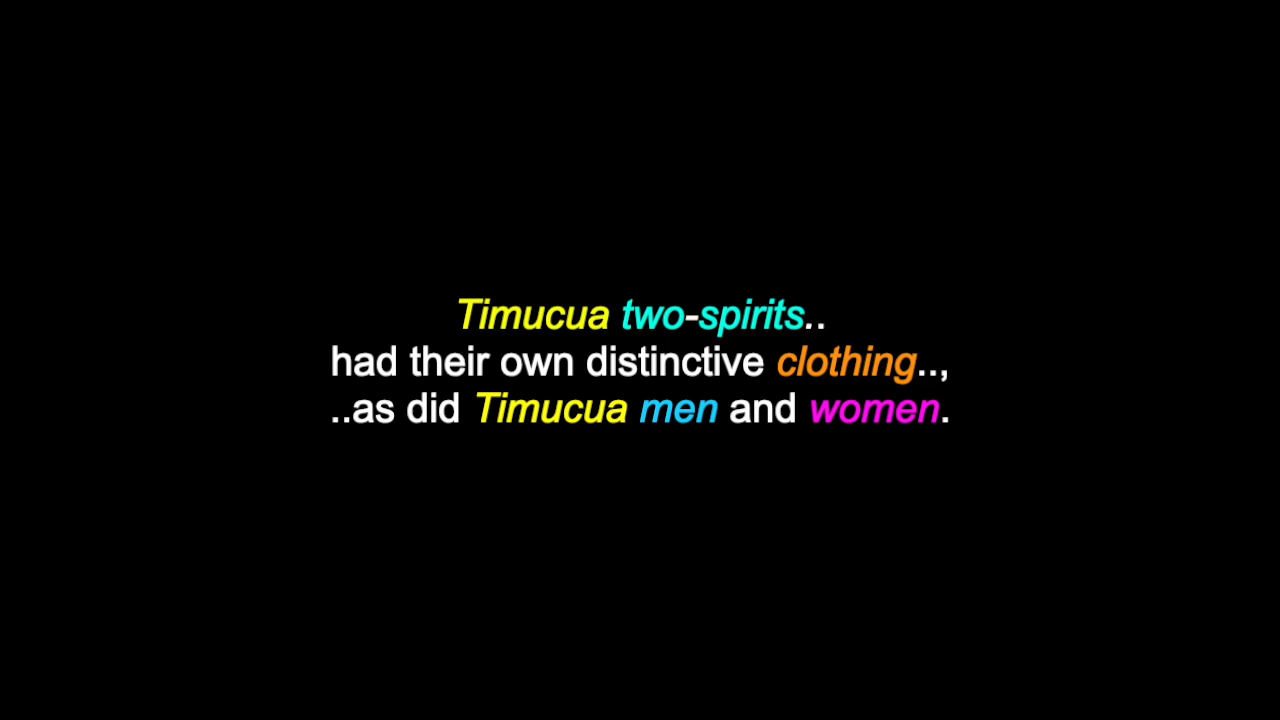 Timucua two-spirits..
had their own distinctive clothing..,
..as did Timucua men and women.